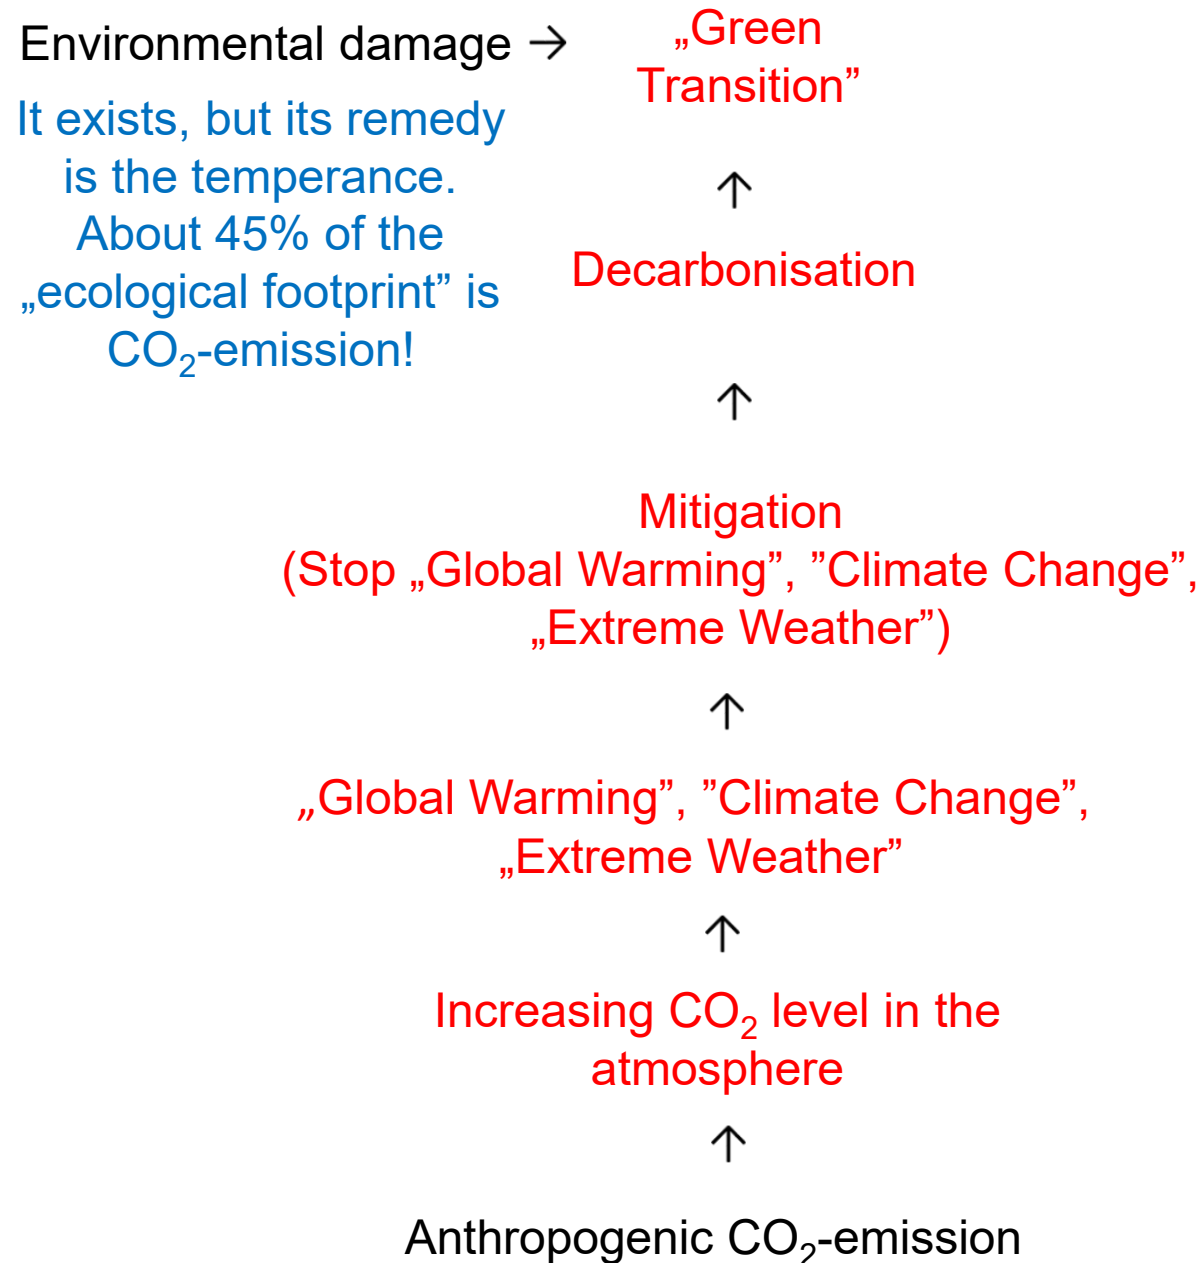 Environmental damage →
It exists, but its remedy
is the temperance.
About 45% of the
„ecological footprint” is
CO₂-emission!
„Green
Transition”
↑
Decarbonisation
↑
Mitigation
(Stop „Global Warming”, ”Climate Change”,
„Extreme Weather”)
↑
„Global Warming”, ”Climate Change”,
„Extreme Weather”
↑
Increasing CO₂ level in the
atmosphere
↑
Anthropogenic CO₂-emission